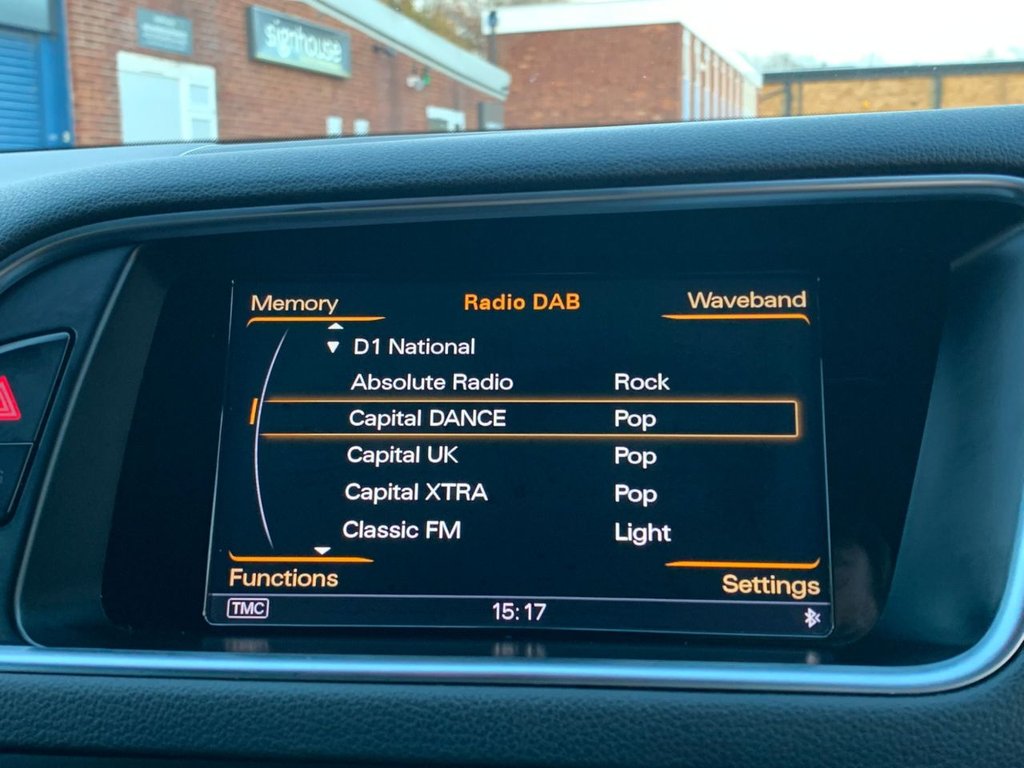 signhouse
Memory Radio DAB Waveband
D1 National
Absolute Radio Rock
Capital DANCE Pop
Capital UK Pop
Capital XTRA Pop
Classic FM Light
Functions Settings
TMC 15:17